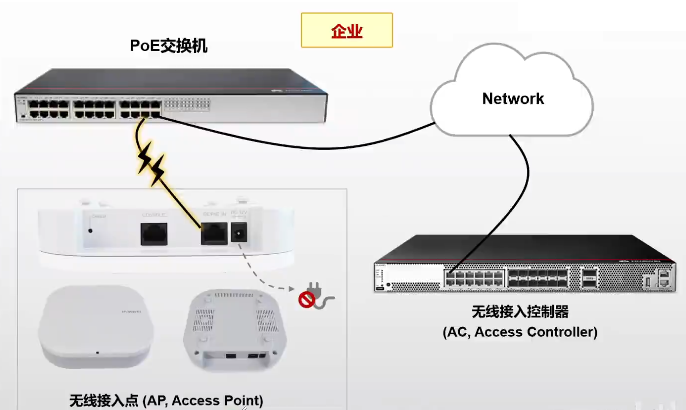 企业
PoE交换机
Network
无线接入控制器
(AC, Access Controller)
无线接入点 (AP, Access Point)